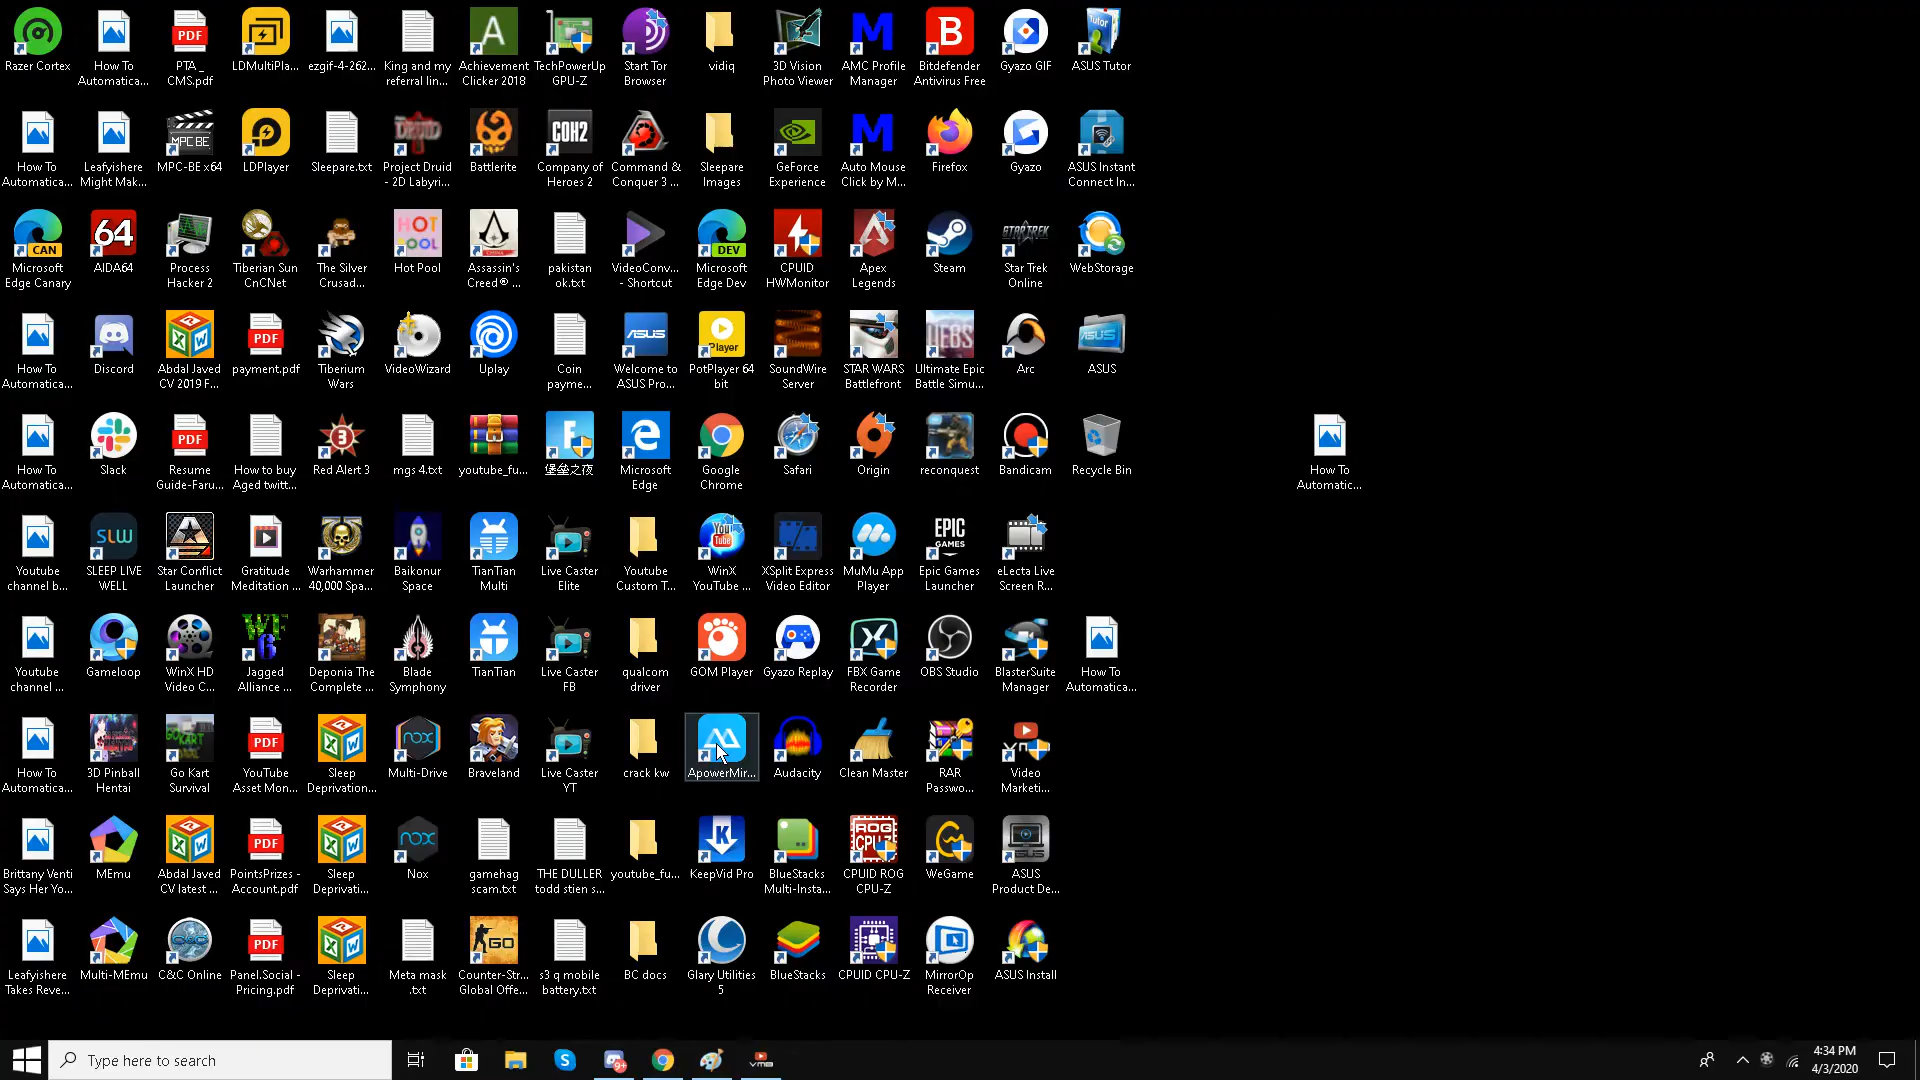 Razer Cortex
How To
Automatica...
PTA _
CMS.pdf
LDMultiPla...
ezgif-4-262...
King and my
referral lin...
Achievement
Clicker 2018
TechPowerUp
GPU-Z
Start Tor
Browser
vidiq
3D Vision
Photo Viewer
AMC Profile
Manager
Bitdefender
Antivirus Free
Gyazo GIF
ASUS Tutor
How To
Automatica...
Leafyishere
Might Mak...
MPC-BE x64
LDPlayer
Sleepare.txt
Project Druid
- 2D Labyri...
Battlerite
Company of
Heroes 2
Command &
Conquer 3 ...
Sleepare
Images
GeForce
Experience
Auto Mouse
Click by M...
Firefox
Gyazo
ASUS Instant
Connect In...
Microsoft
Edge Canary
AIDA64
Process
Hacker 2
Tiberian Sun
CnCNet
The Silver
Crusad...
Hot Pool
Assassin's
Creed® ...
pakistan
ok.txt
VideoConv...
- Shortcut
Microsoft
Edge Dev
CPUID
HWMonitor
Apex
Legends
Steam
Star Trek
Online
WebStorage
How To
Automatica...
Discord
Abdal Javed
CV 2019 F...
payment.pdf
Tiberium
Wars
VideoWizard
Uplay
Coin
payme...
Welcome to
ASUS Pro...
PotPlayer 64
bit
SoundWire
Server
STAR WARS
Battlefront
Ultimate Epic
Battle Simu...
Arc
ASUS
How To
Automatica...
Slack
Resume
Guide-Faru...
How to buy
Aged twitt...
Red Alert 3
mgs 4.txt
youtube_fu...
堡垒之夜
Microsoft
Edge
Google
Chrome
Safari
Origin
reconquest
Bandicam
Recycle Bin
How To
Automatic...
Youtube
channel b...
SLEEP LIVE
WELL
Star Conflict
Launcher
Gratitude
Meditation ...
Warhammer
40,000 Spa...
Baikonur
Space
TianTian
Multi
Live Caster
Elite
Youtube
Custom T...
WinX
YouTube ...
XSplit Express
Video Editor
MuMu App
Player
Epic Games
Launcher
eLecta Live
Screen R...
Youtube
channel ...
Gameloop
WinX HD
Video C...
Jagged
Alliance ...
Deponia The
Complete ...
Blade
Symphony
TianTian
Live Caster
FB
qualcom
driver
GOM Player
Gyazo Replay
FBX Game
Recorder
OBS Studio
BlasterSuite
Manager
How To
Automatica...
How To
Automatica...
3D Pinball
Hentai
Go Kart
Survival
YouTube
Asset Mon...
Sleep
Deprivation...
Multi-Drive
Braveland
Live Caster
YT
crack kw
ApowerMir...
Audacity
Clean Master
RAR
Passwo...
Video
Marketi...
Brittany Venti
Says Her Yo...
MEmu
Abdal Javed
CV latest ...
PointsPrizes -
Account.pdf
Sleep
Deprivati...
Nox
gamehag
scam.txt
THE DULLER
todd stien s...
youtube_fu...
KeepVid Pro
BlueStacks
Multi-Insta...
CPUID ROG
CPU-Z
WeGame
ASUS
Product De...
Leafyishere
Takes Reve...
Multi-MEmu
C&C Online
Panel.Social -
Pricing.pdf
Sleep
Deprivati...
Meta mask
.txt
Counter-Str...
Global Offe...
s3 q mobile
battery.txt
BC docs
Glary Utilities
5
BlueStacks
CPUID CPU-Z
MirrorOp
Receiver
ASUS Install
Type here to search
4:34 PM
4/3/2020